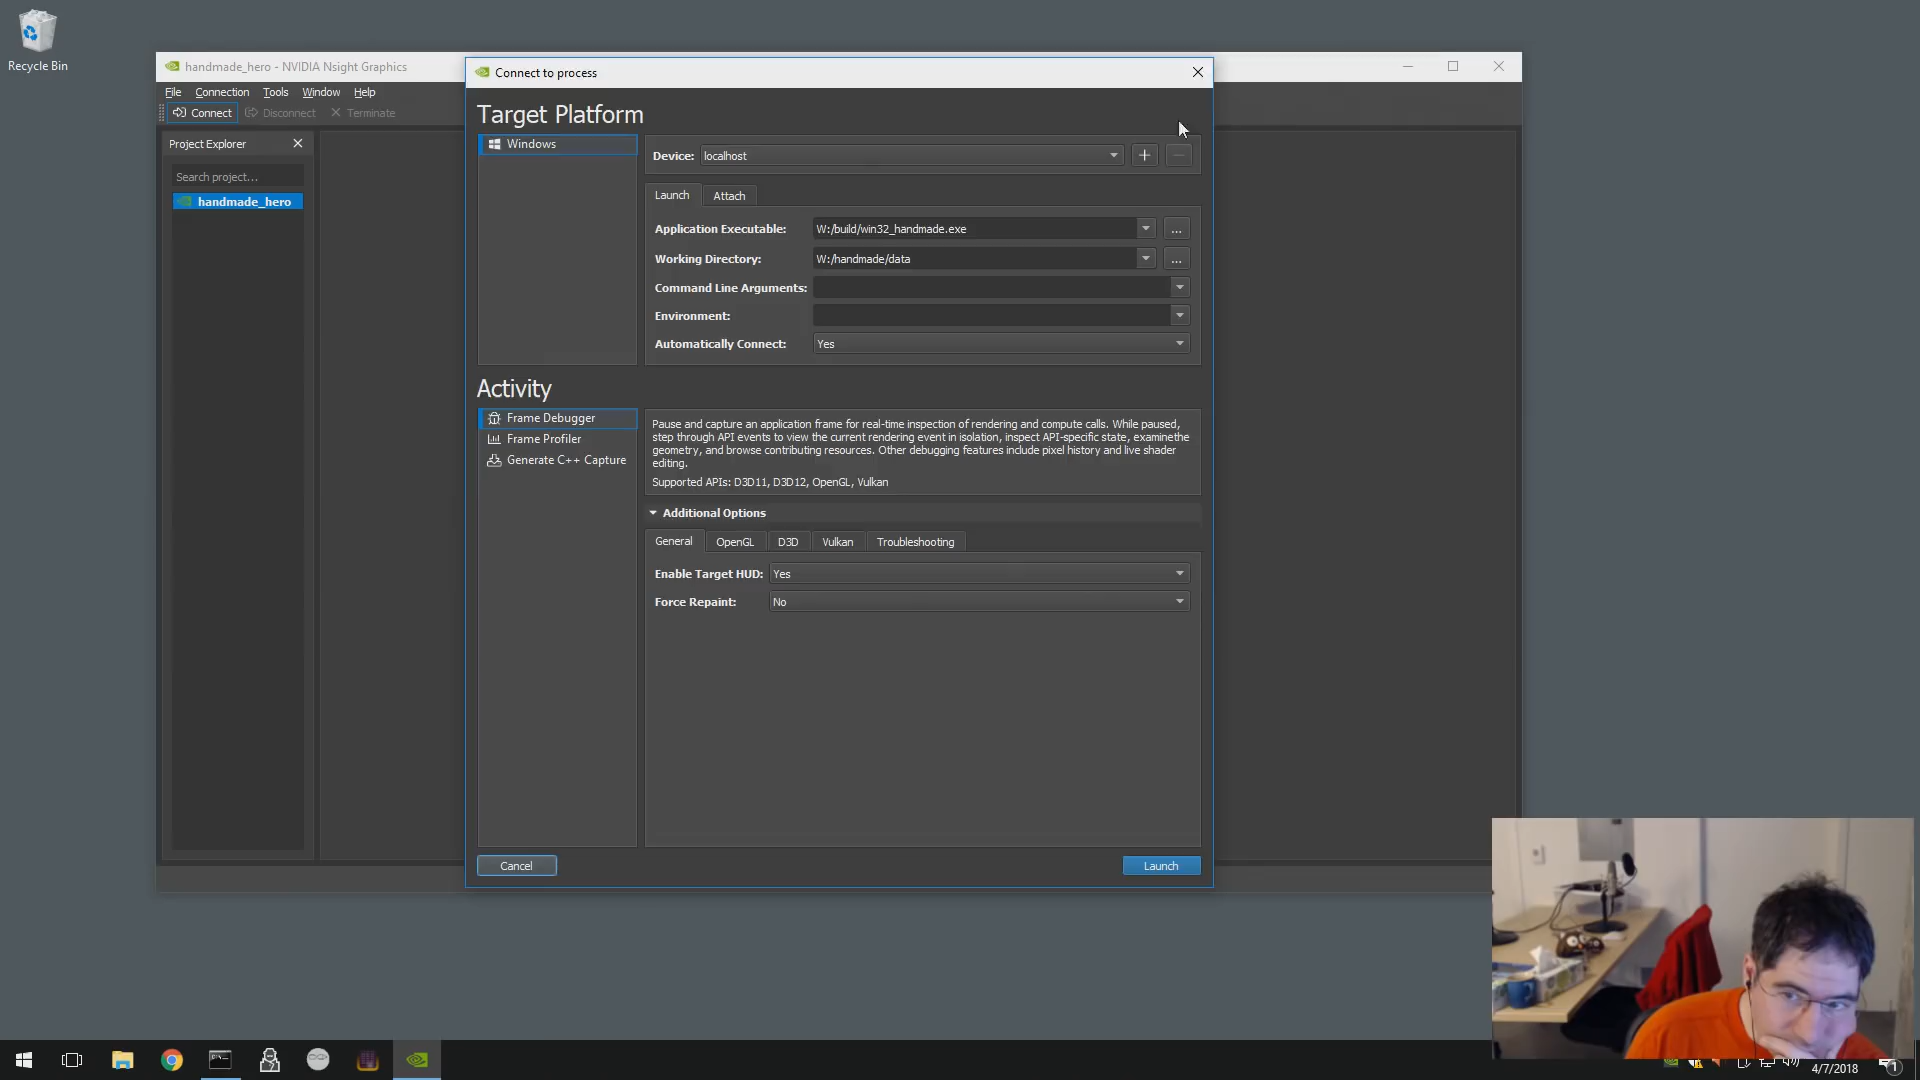 Recycle Bin
handmade_hero - NVIDIA Nsight Graphics
File Connection Tools Window Help
Connect Disconnect Terminate
Project Explorer
Search project...
handmade_hero
Connect to process
Target Platform
Windows
Device: localhost
Launch Attach
Application Executable: W:/build/win32_handmade.exe ...
Working Directory: W:/handmade/data ...
Command Line Arguments:
Environment:
Automatically Connect: Yes
Activity
Frame Debugger
Frame Profiler
Generate C++ Capture
Pause and capture an application frame for real-time inspection of rendering and compute calls. While paused,
step through API events to view the current rendering event in isolation, inspect API-specific state, examinethe
geometry, and browse contributing resources. Other debugging features include pixel history and live shader
editing.
Supported APIs: D3D11, D3D12, OpenGL, Vulkan
Additional Options
General OpenGL D3D Vulkan Troubleshooting
Enable Target HUD: Yes
Force Repaint: No
Cancel Launch
4/7/2018
1